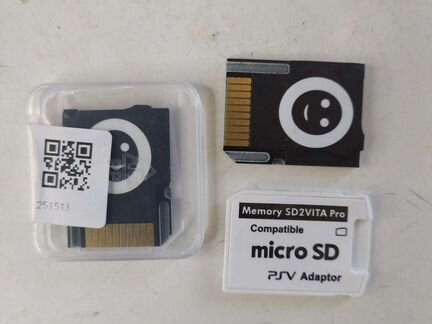 251513
Memory SD2VITA Pro
Compatible
micro SD
PSV Adaptor